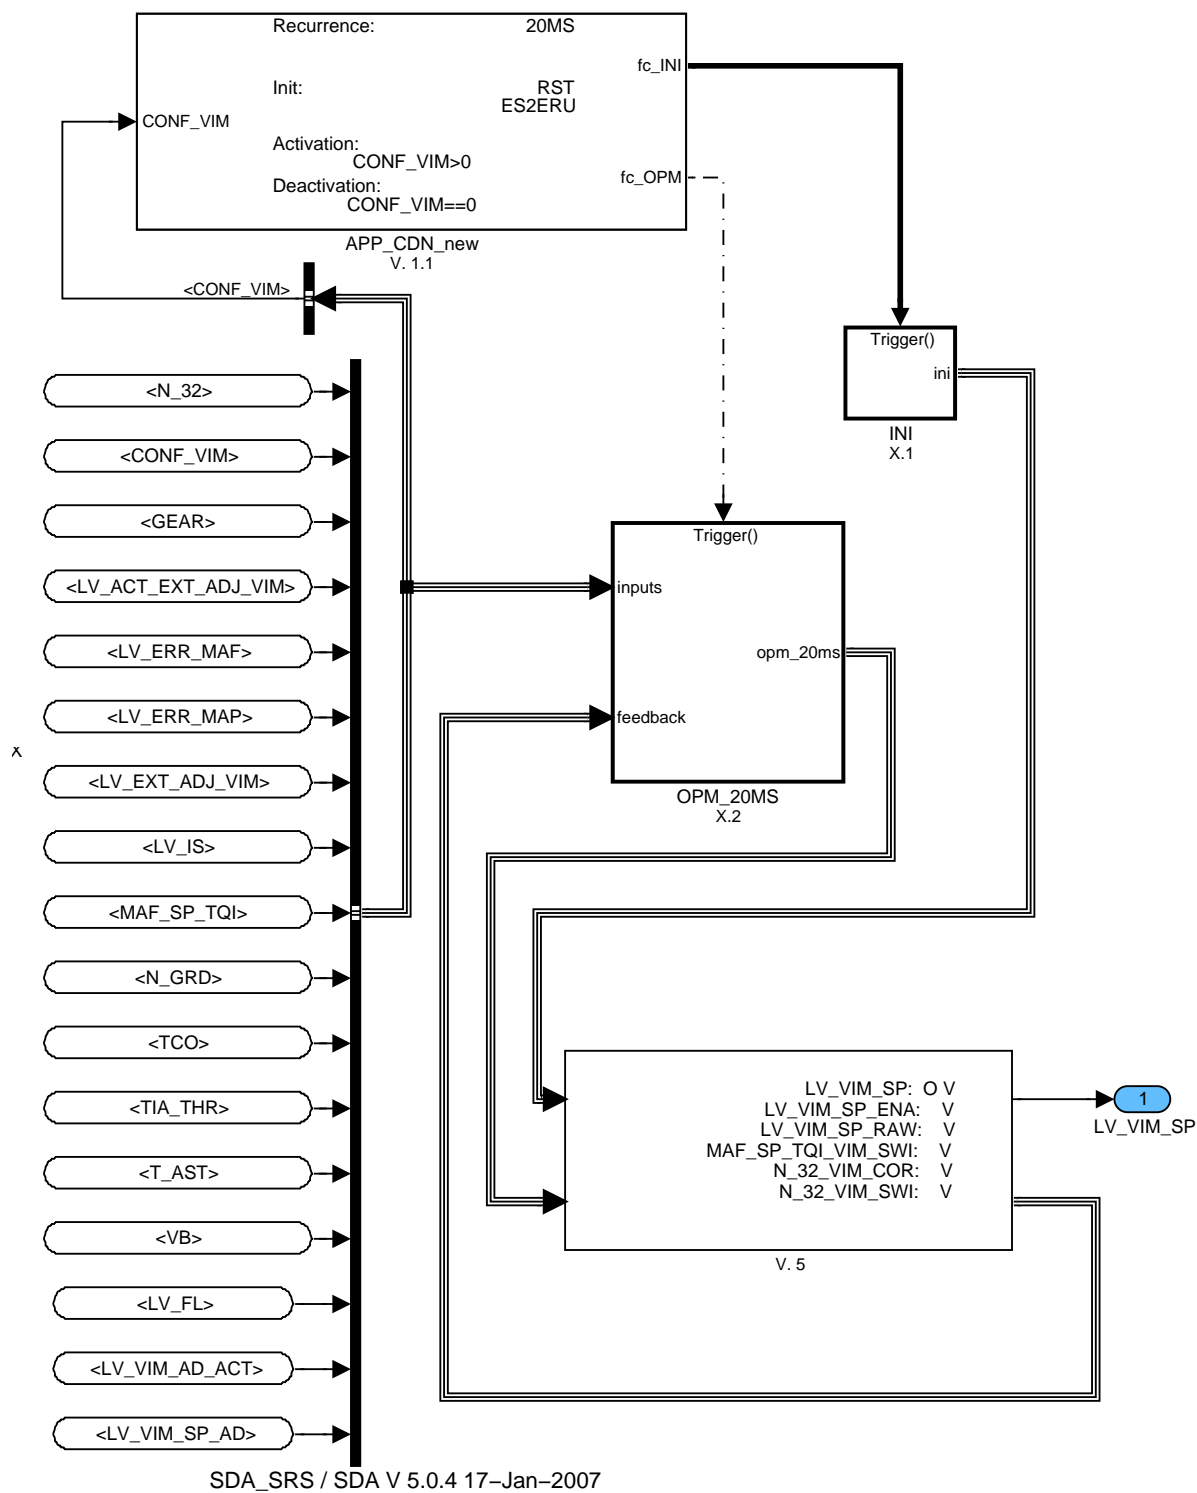 Recurrence: 20MS
fc_INI
Init: RST
ES2ERU
CONF_VIM
Activation:
CONF_VIM>0
fc_OPM
Deactivation:
CONF_VIM==0
APP_CDN_new
V. 1.1
<CONF_VIM>
Trigger()
ini
INI
X.1
<N_32>
<CONF_VIM>
<GEAR>
<LV_ACT_EXT_ADJ_VIM>
<LV_ERR_MAF>
<LV_ERR_MAP>
x
<LV_EXT_ADJ_VIM>
<LV_IS>
<MAF_SP_TQI>
<N_GRD>
<TCO>
<TIA_THR>
<T_AST>
<VB>
<LV_FL>
<LV_VIM_AD_ACT>
<LV_VIM_SP_AD>
Trigger()
inputs
opm_20ms
feedback
OPM_20MS
X.2
LV_VIM_SP: O V
LV_VIM_SP_ENA: V
LV_VIM_SP_RAW: V
MAF_SP_TQI_VIM_SWI: V
N_32_VIM_COR: V
N_32_VIM_SWI: V
V. 5
1
LV_VIM_SP
SDA_SRS / SDA V 5.0.4 17−Jan−2007